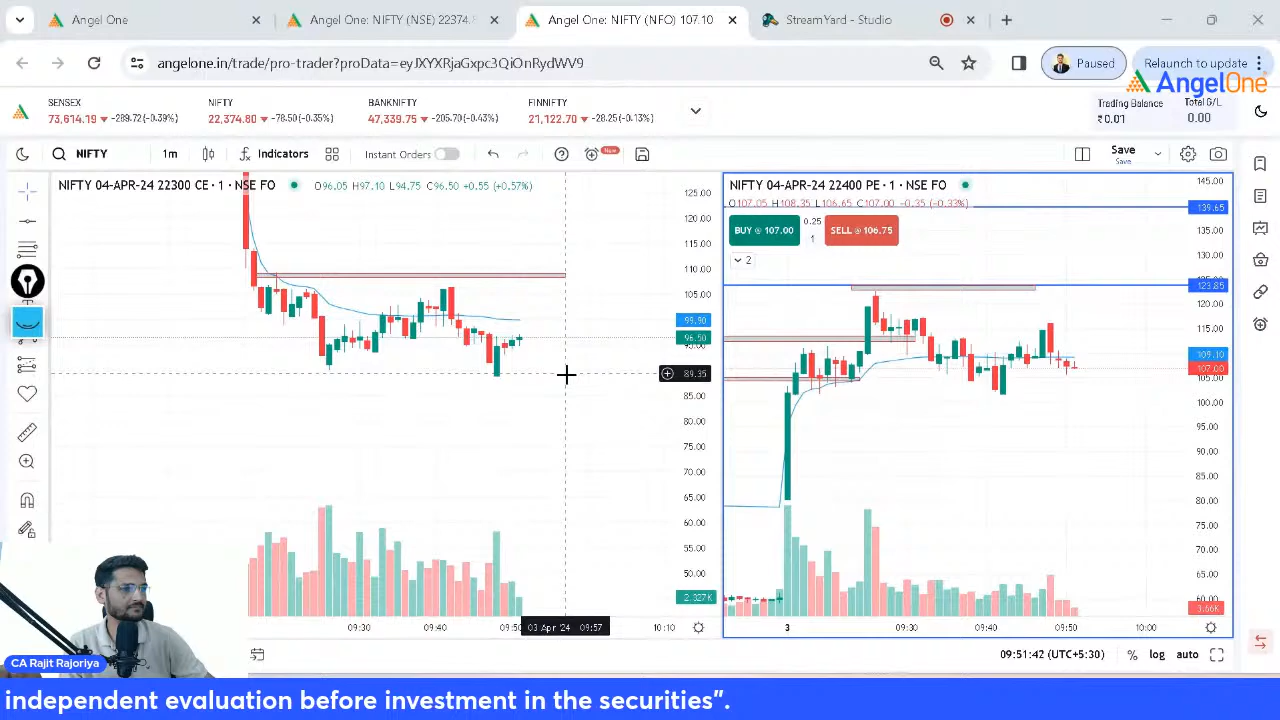 Angel One
Angel One: NIFTY (NSE) 22374.8
Angel One: NIFTY (NFO) 107.10
StreamYard - Studio
angelone.in/trade/pro-trader?proData=eyJXYXRjaGxpc3QiOnRydWV9
Paused
Relaunch to update
AngelOne
SENSEX
73,614.19 -289.72(-0.39%)
NIFTY
22,374.80 -78.50(-0.35%)
BANKNIFTY
47,339.75 -205.70(-0.43%)
FINNIFTY
21,122.70 -28.25(-0.13%)
Trading Balance
₹0.01
Total G/L
0.00
NIFTY
1m
Indicators
Instant Orders
New
Save
Save
NIFTY 04-APR-24 22300 CE · 1 · NSE FO
O96.05 H97.10 L94.75 C96.50 +0.55 (+0.57%)
125.00
120.00
115.00
110.00
105.00
99.90
96.50
89.35
85.00
80.00
75.00
70.00
65.00
60.00
55.00
50.00
2.327K
09:30
09:40
09:50
03 Apr '24 09:57
10:10
NIFTY 04-APR-24 22400 PE · 1 · NSE FO
O107.05 H108.35 L106.65 C107.00 -0.35 (-0.33%)
BUY @ 107.00
0.25
1
SELL @ 106.75
2
145.00
139.65
135.00
130.00
123.85
120.00
115.00
109.10
107.00
105.00
100.00
95.00
90.00
85.00
80.00
75.00
70.00
65.00
60.00
3.66K
3
09:30
09:40
09:50
10:00
09:51:42 (UTC+5:30)
%
log
auto
CA Rajit Rajoriya
independent evaluation before investment in the securities”.